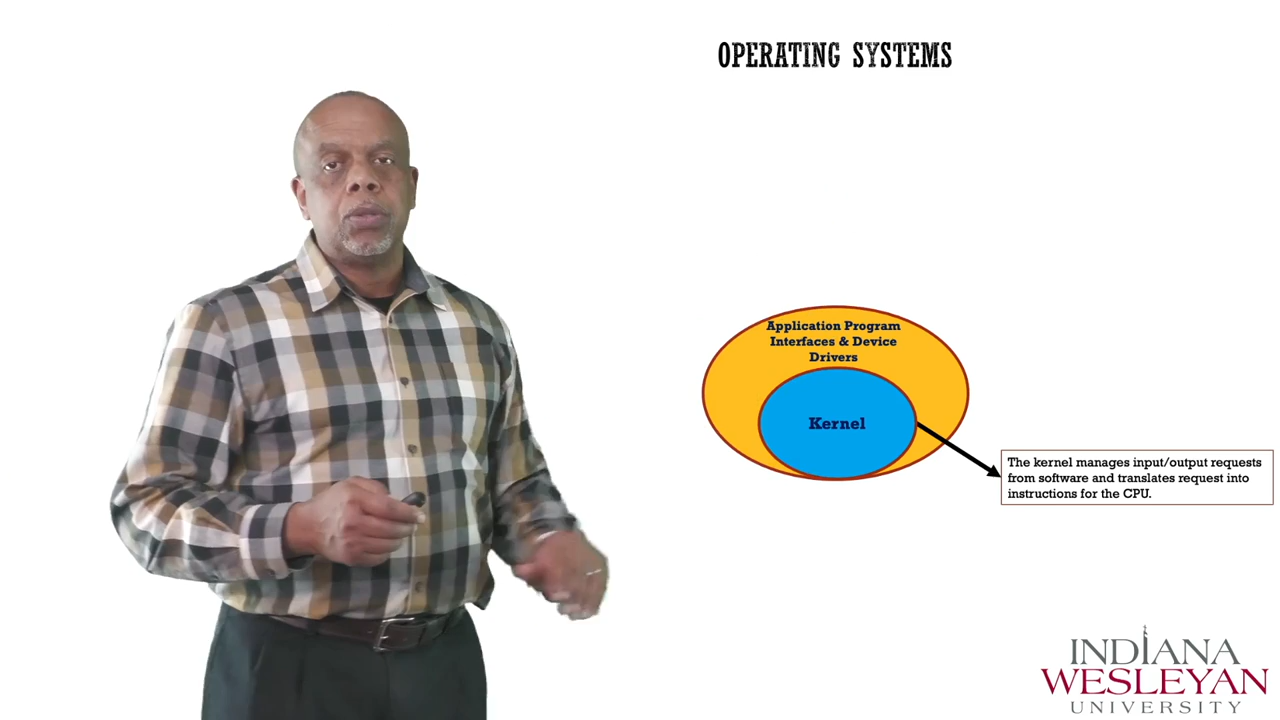 OPERATING SYSTEMS
Application Program
Interfaces & Device
Drivers
Kernel
The kernel manages input/output requests
from software and translates request into
instructions for the CPU.
INDIANA
WESLEYAN
UNIVERSITY